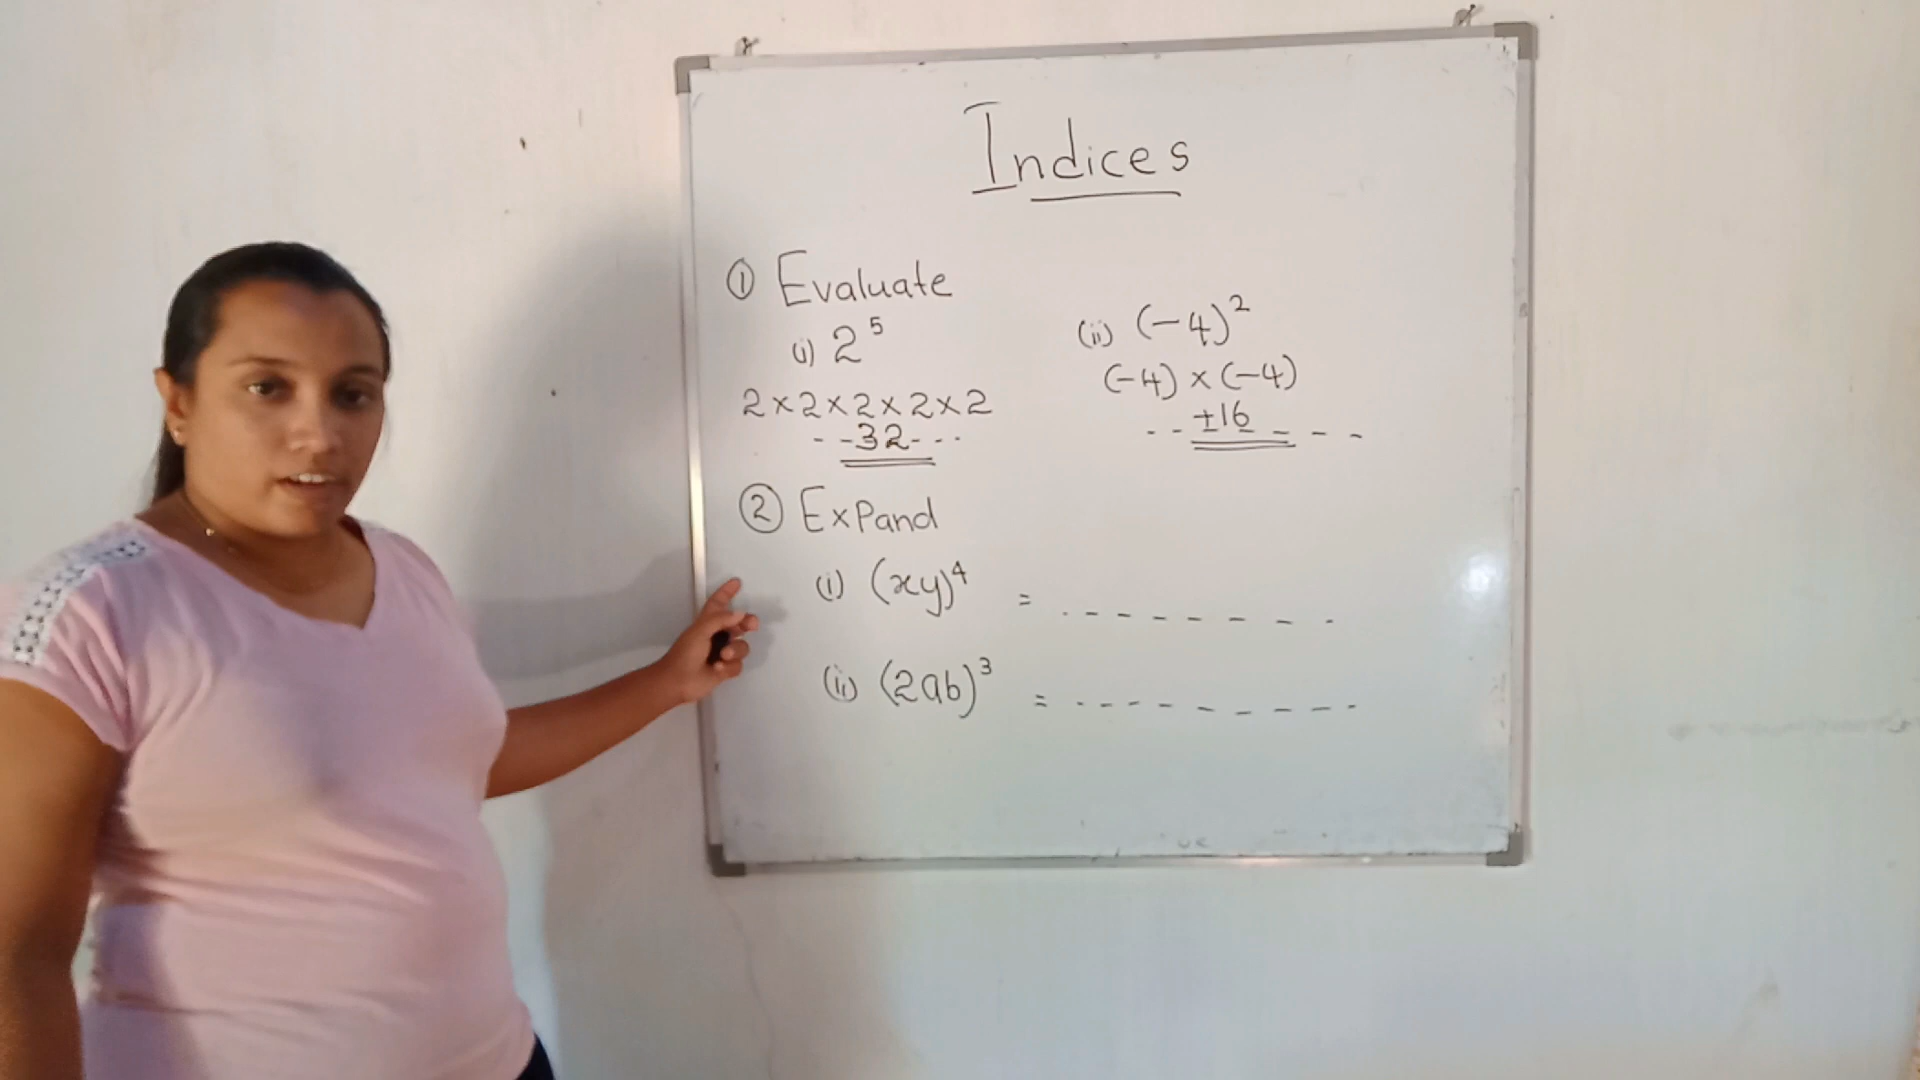 Indices
① Evaluate
(i) 2⁵
(ii) (-4)²
2×2×2×2×2
(-4) × (-4)
--32---
--+16----
② ExPand
(i) (xy)⁴ = --------
(ii) (2ab)³ = ---------